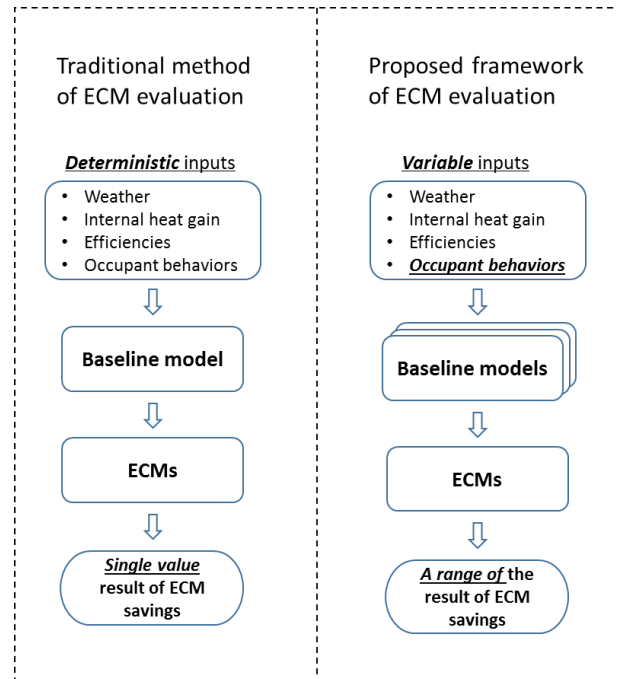 Traditional method
of ECM evaluation
Deterministic inputs
• Weather
• Internal heat gain
• Efficiencies
• Occupant behaviors
Baseline model
ECMs
Single value
result of ECM
savings
Proposed framework
of ECM evaluation
Variable inputs
• Weather
• Internal heat gain
• Efficiencies
• Occupant behaviors
Baseline models
ECMs
A range of the
result of ECM
savings